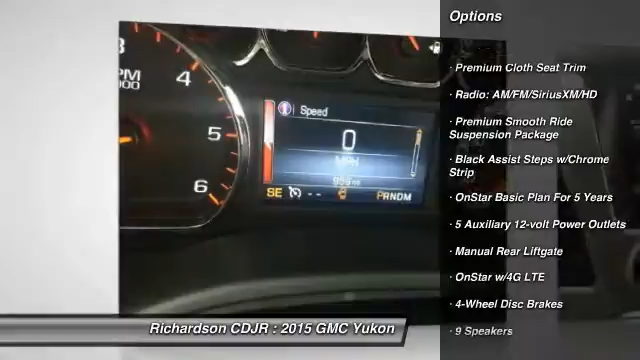 Options
· Premium Cloth Seat Trim
· Radio: AM/FM/SiriusXM/HD
· Premium Smooth Ride
Suspension Package
· Black Assist Steps w/Chrome
Strip
· OnStar Basic Plan For 5 Years
· 5 Auxiliary 12-volt Power Outlets
· Manual Rear Liftgate
· OnStar w/4G LTE
· 4-Wheel Disc Brakes
· 9 Speakers
3
4
5
6
Speed
0
MPH
SE
--
PRNDM
Richardson CDJR : 2015 GMC Yukon